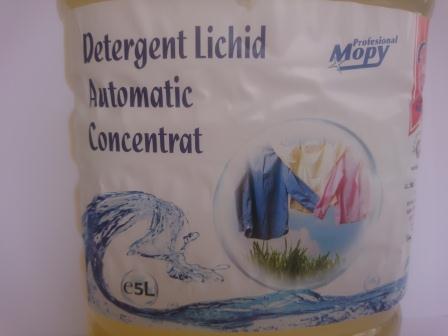 Detergent Lichid
Profesional
Mopy
Automatic
Concentrat
e5L